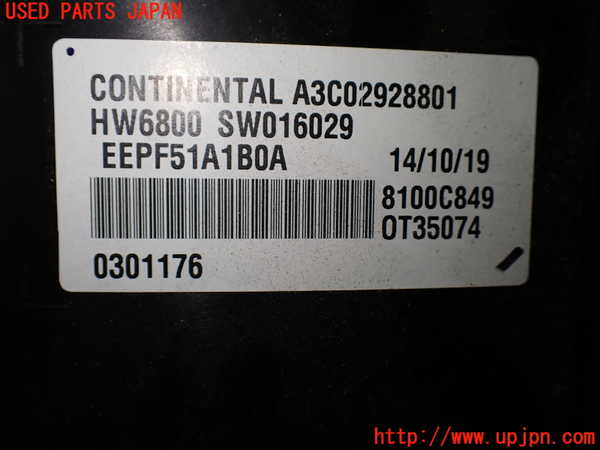 USED PARTS JAPAN
CONTINENTAL A3C02928801
HW6800 SW016029
EEPF51A1B0A 14/10/19
8100C849
OT35074
0301176
http://www.upjpn.com/